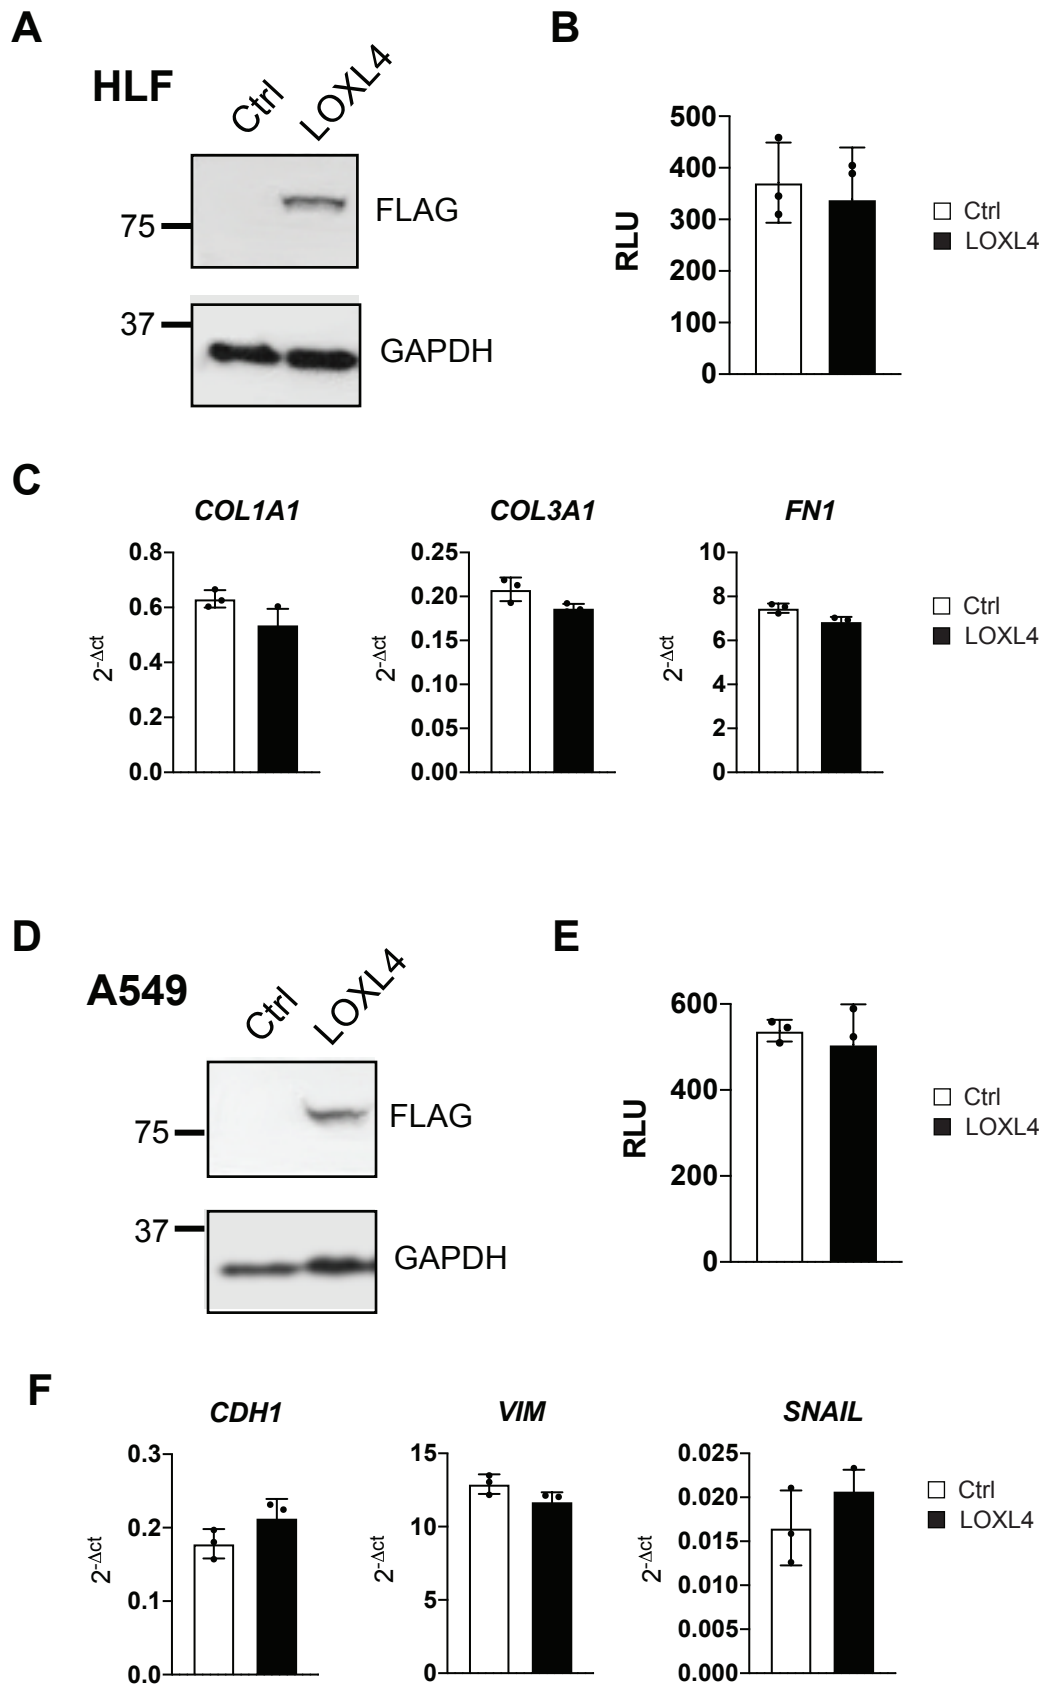 A
HLF
Ctrl
LOXL4
75
FLAG
37
GAPDH
B
500
400
300
200
100
0
RLU
Ctrl
LOXL4
C
COL1A1
0.8
0.6
0.4
0.2
0.0
2-Δct
COL3A1
0.25
0.20
0.15
0.10
0.05
0.00
2-Δct
FN1
10
8
6
4
2
0
2-Δct
Ctrl
LOXL4
D
A549
Ctrl
LOXL4
75
FLAG
37
GAPDH
E
600
400
200
0
RLU
Ctrl
LOXL4
F
CDH1
0.3
0.2
0.1
0.0
2-Δct
VIM
15
10
5
0
2-Δct
SNAIL
0.025
0.020
0.015
0.010
0.005
0.000
2-Δct
Ctrl
LOXL4